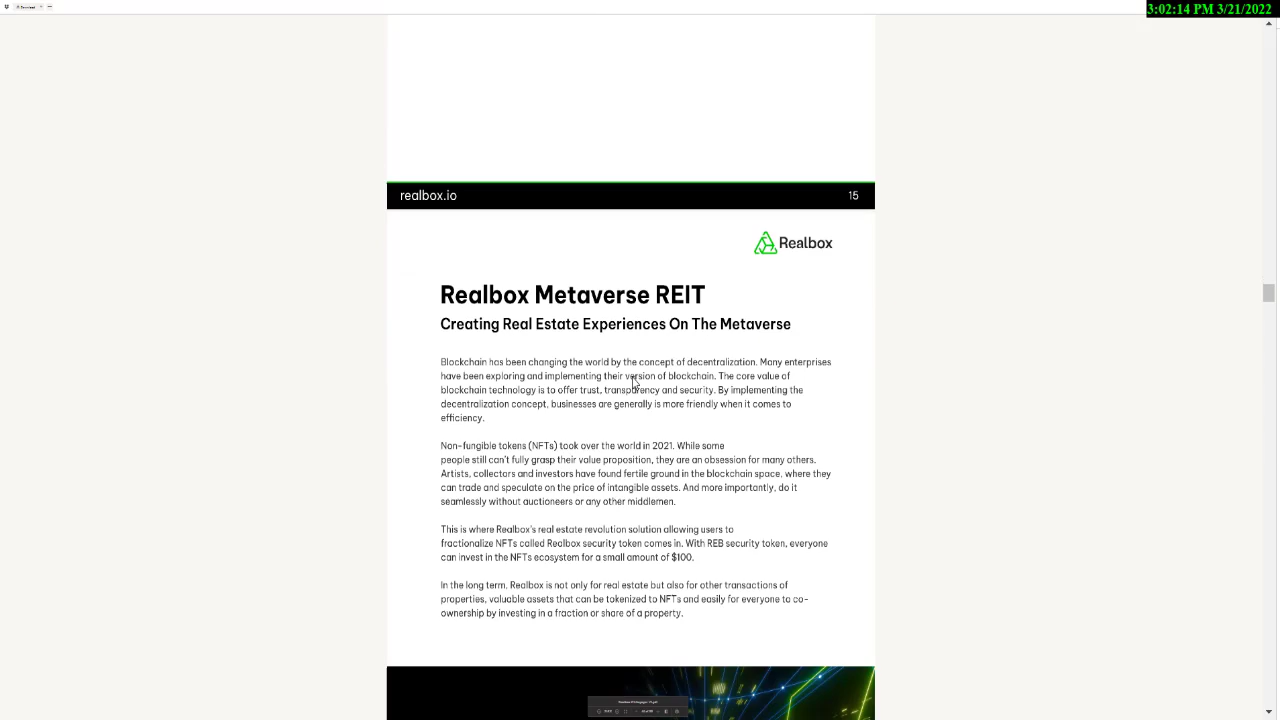 3:02:14 PM 3/21/2022
realbox.io
15
Realbox
Realbox Metaverse REIT
Creating Real Estate Experiences On The Metaverse
Blockchain has been changing the world by the concept of decentralization. Many enterprises
have been exploring and implementing their version of blockchain. The core value of
blockchain technology is to offer trust, transparency and security. By implementing the
decentralization concept, businesses are generally is more friendly when it comes to
efficiency.
Non-fungible tokens (NFTs) took over the world in 2021. While some
people still can't fully grasp their value proposition, they are an obsession for many others.
Artists, collectors and investors have found fertile ground in the blockchain space, where they
can trade and speculate on the price of intangible assets. And more importantly, do it
seamlessly without auctioneers or any other middlemen.
This is where Realbox's real estate revolution solution allowing users to
fractionalize NFTs called Realbox security token comes in. With REB security token, everyone
can invest in the NFTs ecosystem for a small amount of $100.
In the long term, Realbox is not only for real estate but also for other transactions of
properties, valuable assets that can be tokenized to NFTs and easily for everyone to co-
ownership by investing in a fraction or share of a property.